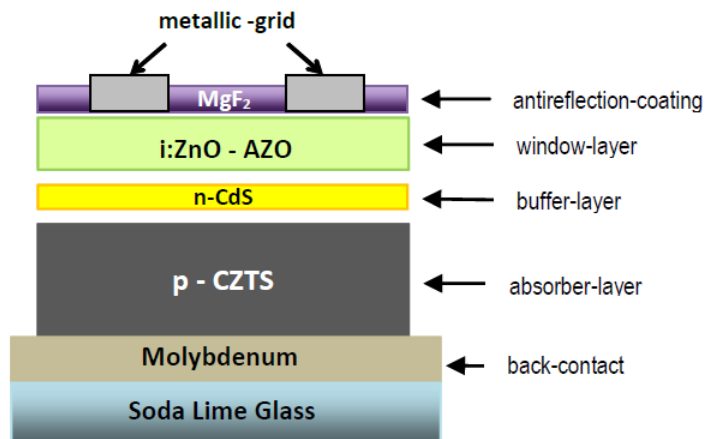 metallic -grid
MgF₂
antireflection-coating
i:ZnO - AZO
window-layer
n-CdS
buffer-layer
p - CZTS
absorber-layer
Molybdenum
back-contact
Soda Lime Glass